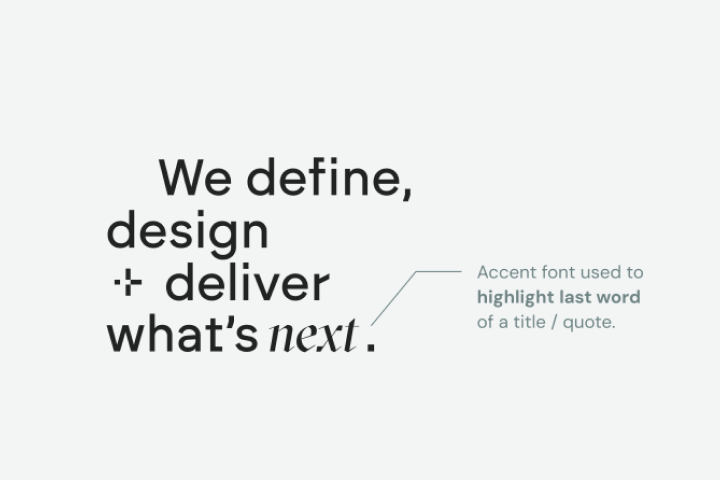 We define,
design
+ deliver
what's next.
Accent font used to
highlight last word
of a title / quote.